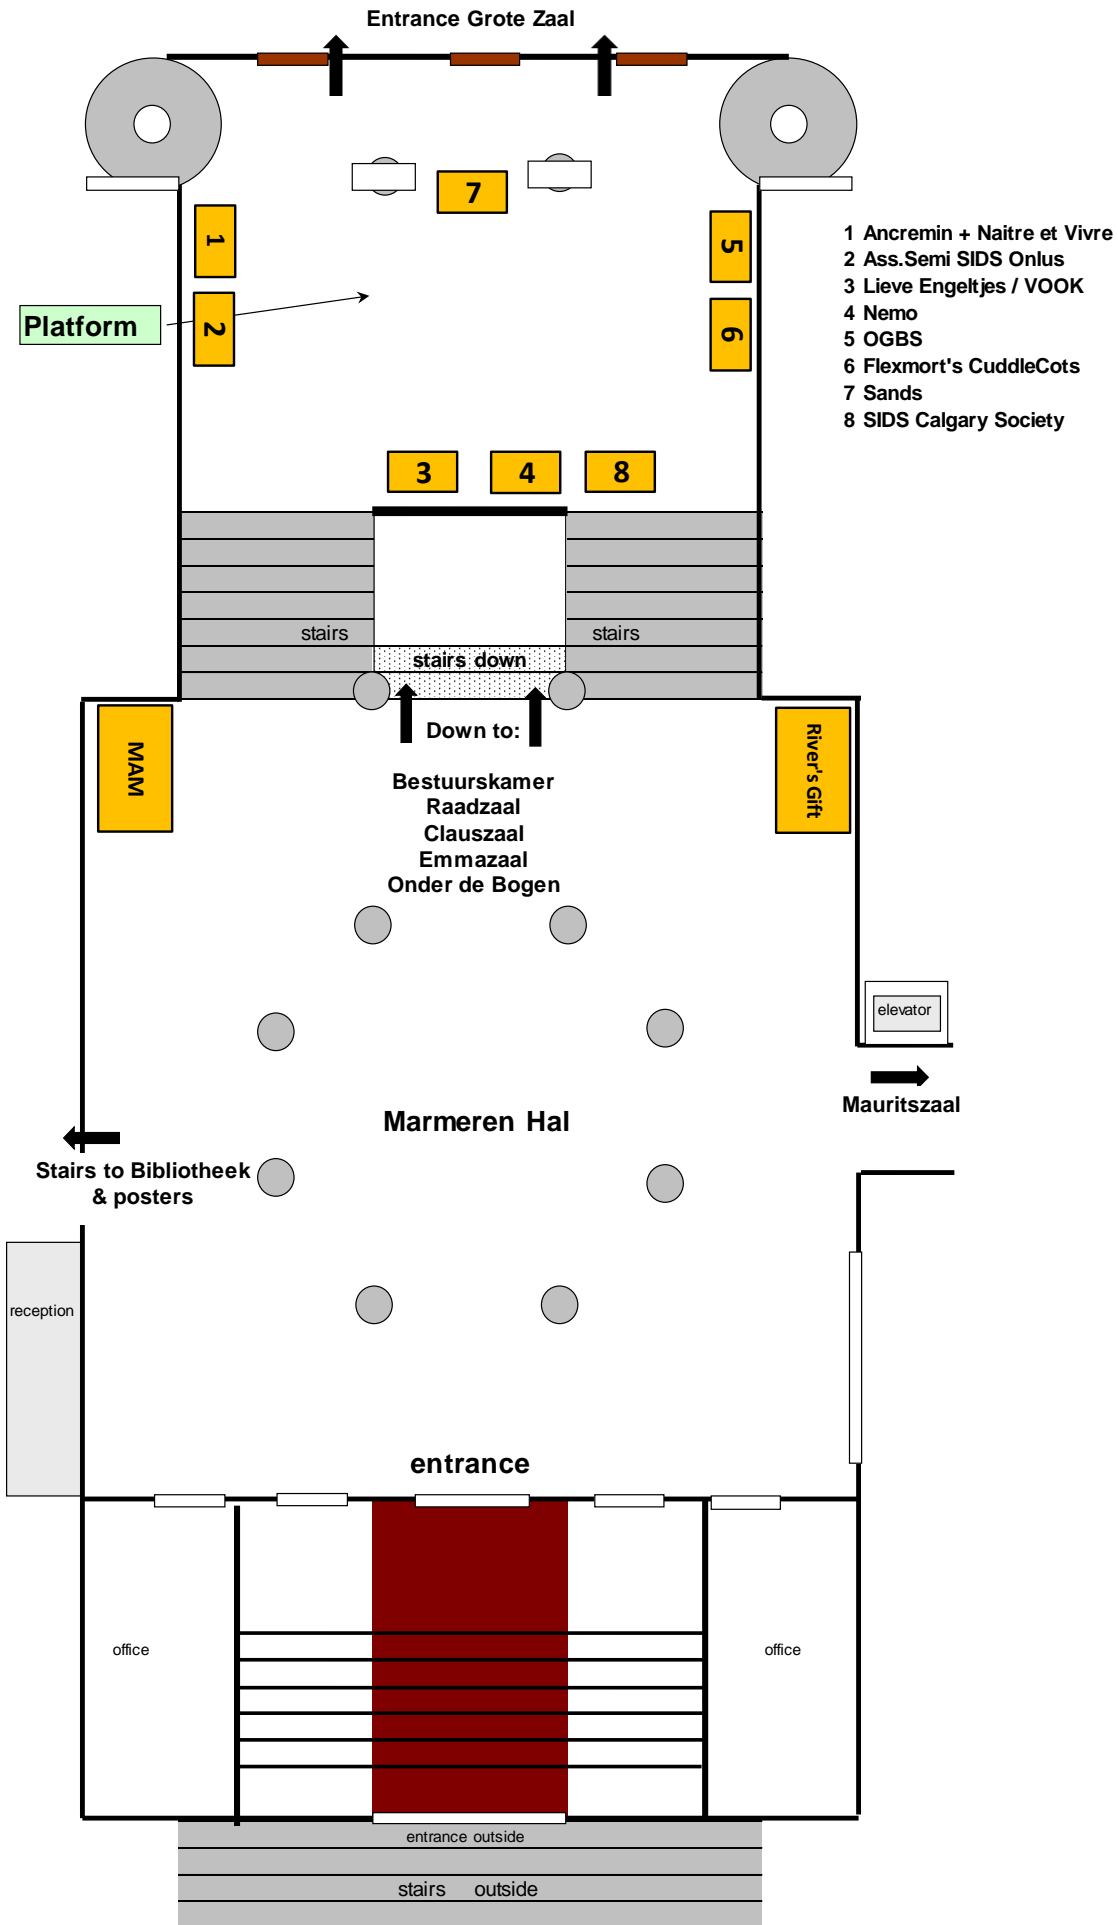 Entrance Grote Zaal
7
1
5
1 Ancremin + Naitre et Vivre
2 Ass.Semi SIDS Onlus
3 Lieve Engeltjes / VOOK
4 Nemo
5 OGBS
6 Flexmort's CuddleCots
7 Sands
8 SIDS Calgary Society
Platform
2
6
3
4
8
stairs
stairs
stairs down
MAM
Down to:
River's Gift
Bestuurskamer
Raadzaal
Clauszaal
Emmazaal
Onder de Bogen
elevator
Marmeren Hal
Mauritszaal
Stairs to Bibliotheek
& posters
reception
entrance
office
office
entrance outside
stairs outside